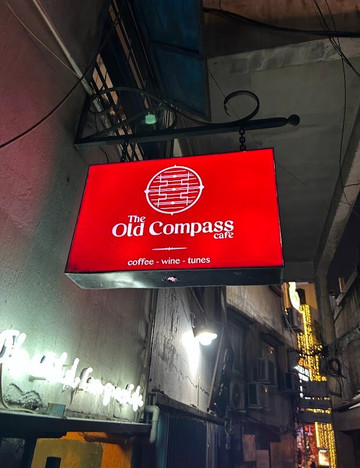 The
Old Compass
cafe
coffee - wine - tunes